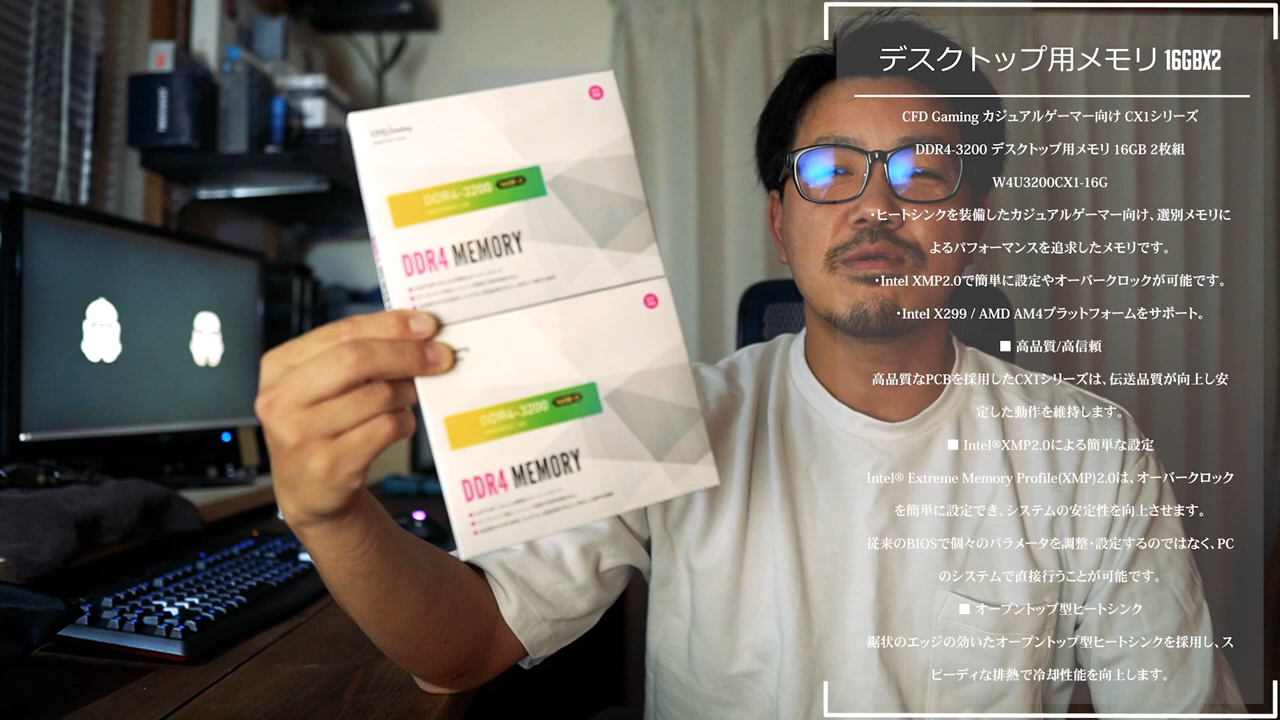 デスクトップ用メモリ 16GBX2
CFD Gaming カジュアルゲーマー向け CX1シリーズ
DDR4-3200 デスクトップ用メモリ 16GB 2枚組
W4U3200CX1-16G
・ヒートシンクを装備したカジュアルゲーマー向け、選別メモリに
よるパフォーマンスを追求したメモリです。
・Intel XMP2.0で簡単に設定やオーバークロックが可能です。
・Intel X299 / AMD AM4プラットフォームをサポート。
■ 高品質/高信頼
高品質なPCBを採用したCX1シリーズは、伝送品質が向上し安
定した動作を維持します。
■ Intel®XMP2.0による簡単な設定
Intel® Extreme Memory Profile(XMP)2.0は、オーバークロック
を簡単に設定でき、システムの安定性を向上させます。
従来のBIOSで個々のパラメータを調整・設定するのではなく、PC
のシステムで直接行うことが可能です。
■ オープントップ型ヒートシンク
鋸状のエッジの効いたオープントップ型ヒートシンクを採用し、ス
ピーディな排熱で冷却性能を向上します。
CFD Gaming
DDR4-3200
DDR4 MEMORY
DDR4-3200
DDR4 MEMORY